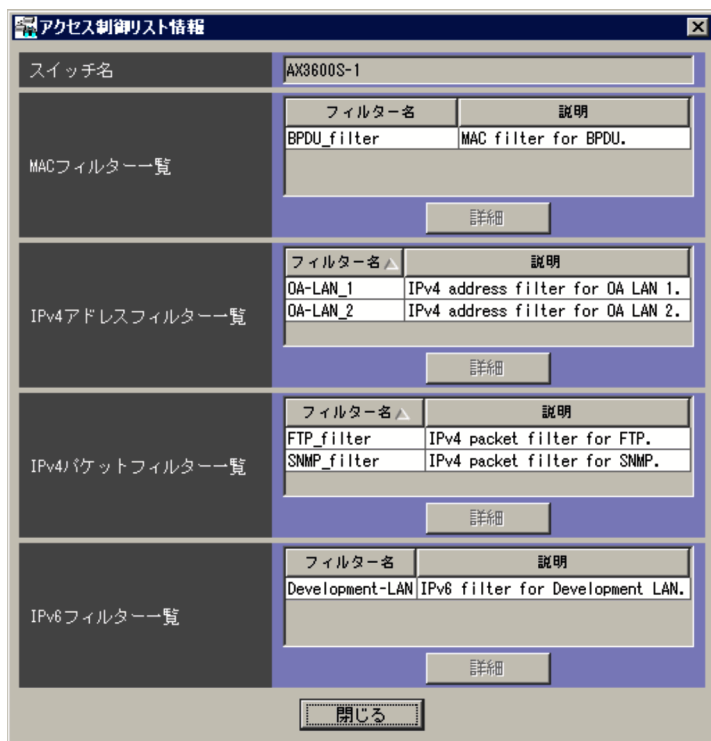 アクセス制御リスト情報
スイッチ名 AX3600S-1
フィルター名 説明
BPDU_filter MAC filter for BPDU.
MACフィルター一覧
詳細
フィルター名 説明
OA-LAN_1 IPv4 address filter for OA LAN 1.
OA-LAN_2 IPv4 address filter for OA LAN 2.
IPv4アドレスフィルター一覧
詳細
フィルター名 説明
FTP_filter IPv4 packet filter for FTP.
SNMP_filter IPv4 packet filter for SNMP.
IPv4パケットフィルター一覧
詳細
フィルター名 説明
Development-LAN IPv6 filter for Development LAN.
IPv6フィルター一覧
詳細
閉じる